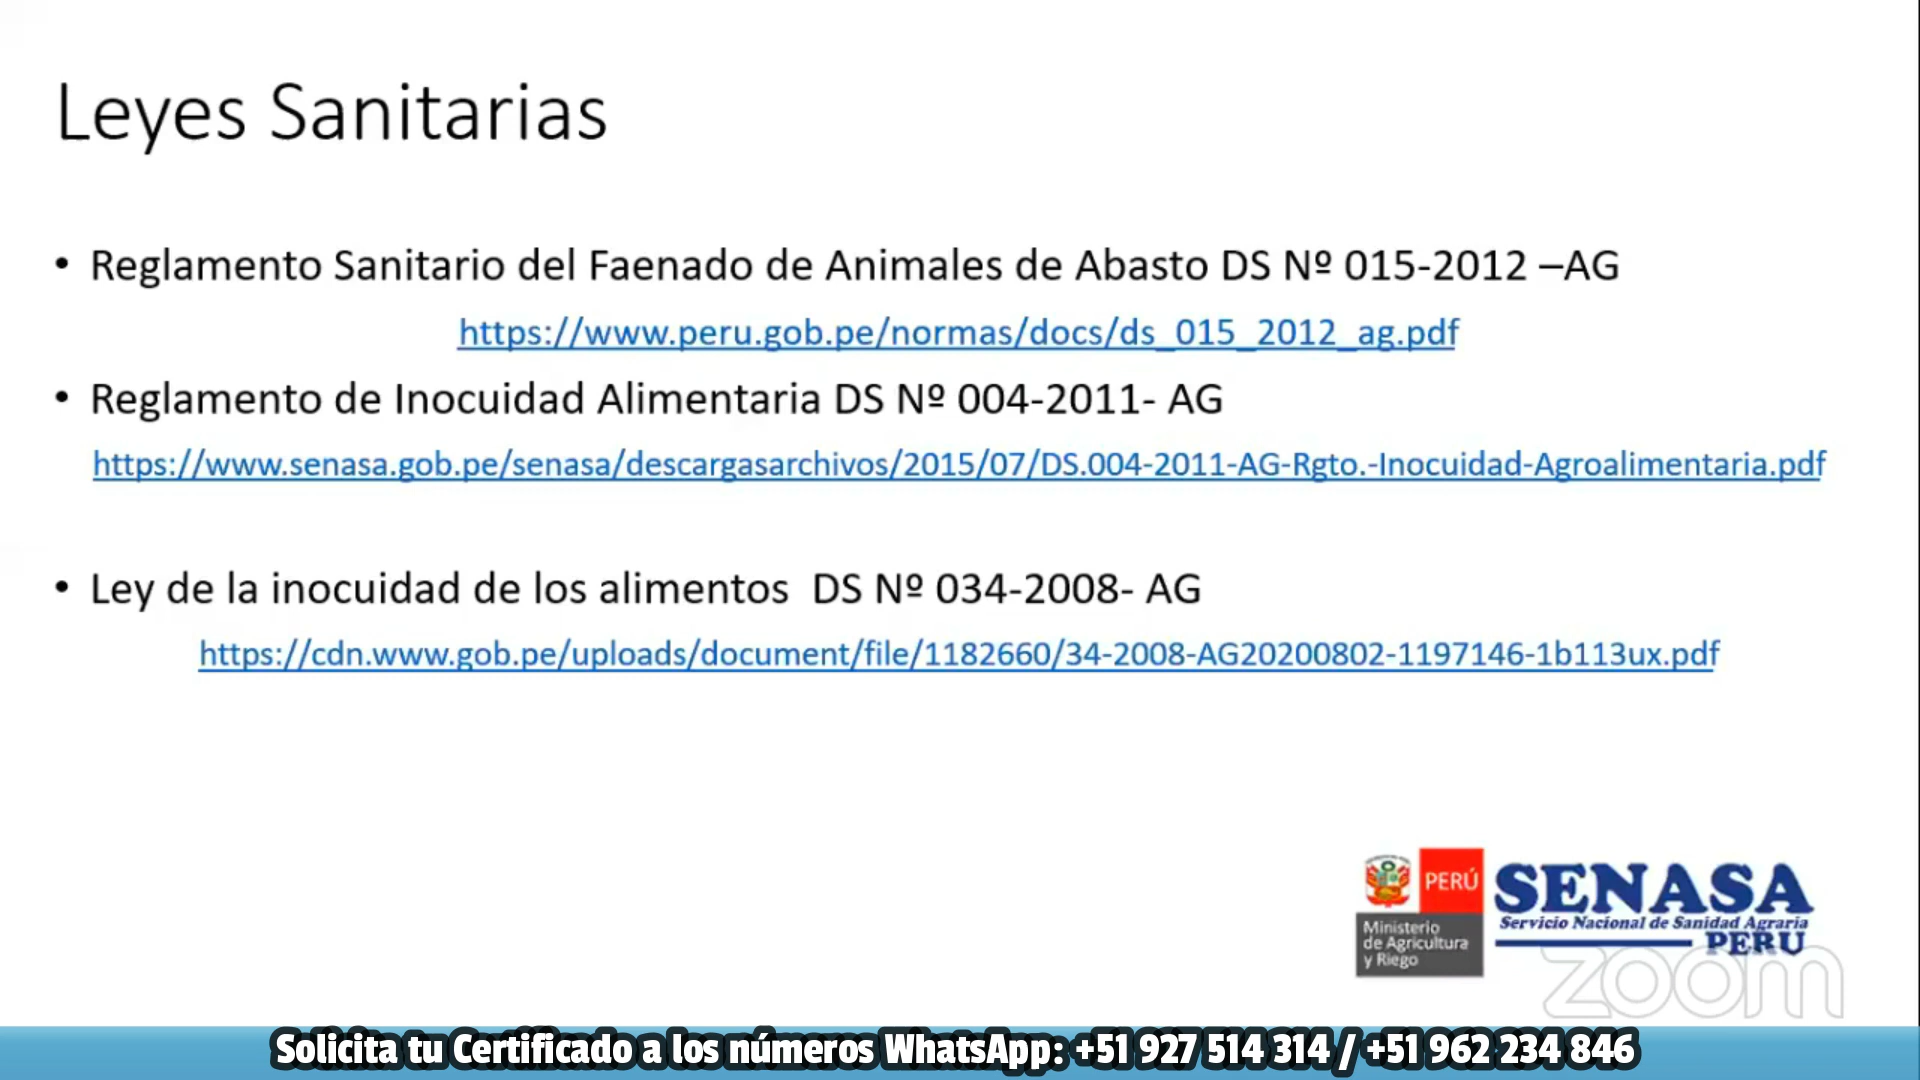 Leyes Sanitarias
• Reglamento Sanitario del Faenado de Animales de Abasto DS Nº 015-2012 –AG
https://www.peru.gob.pe/normas/docs/ds_015_2012_ag.pdf
• Reglamento de Inocuidad Alimentaria DS Nº 004-2011- AG
https://www.senasa.gob.pe/senasa/descargasarchivos/2015/07/DS.004-2011-AG-Rgto.-Inocuidad-Agroalimentaria.pdf
• Ley de la inocuidad de los alimentos  DS Nº 034-2008- AG
https://cdn.www.gob.pe/uploads/document/file/1182660/34-2008-AG20200802-1197146-1b113ux.pdf
PERÚ
Ministerio
de Agricultura
y Riego
SENASA
Servicio Nacional de Sanidad Agraria
PERU
zoom
Solicita tu Certificado a los números WhatsApp: +51 927 514 314 / +51 962 234 846